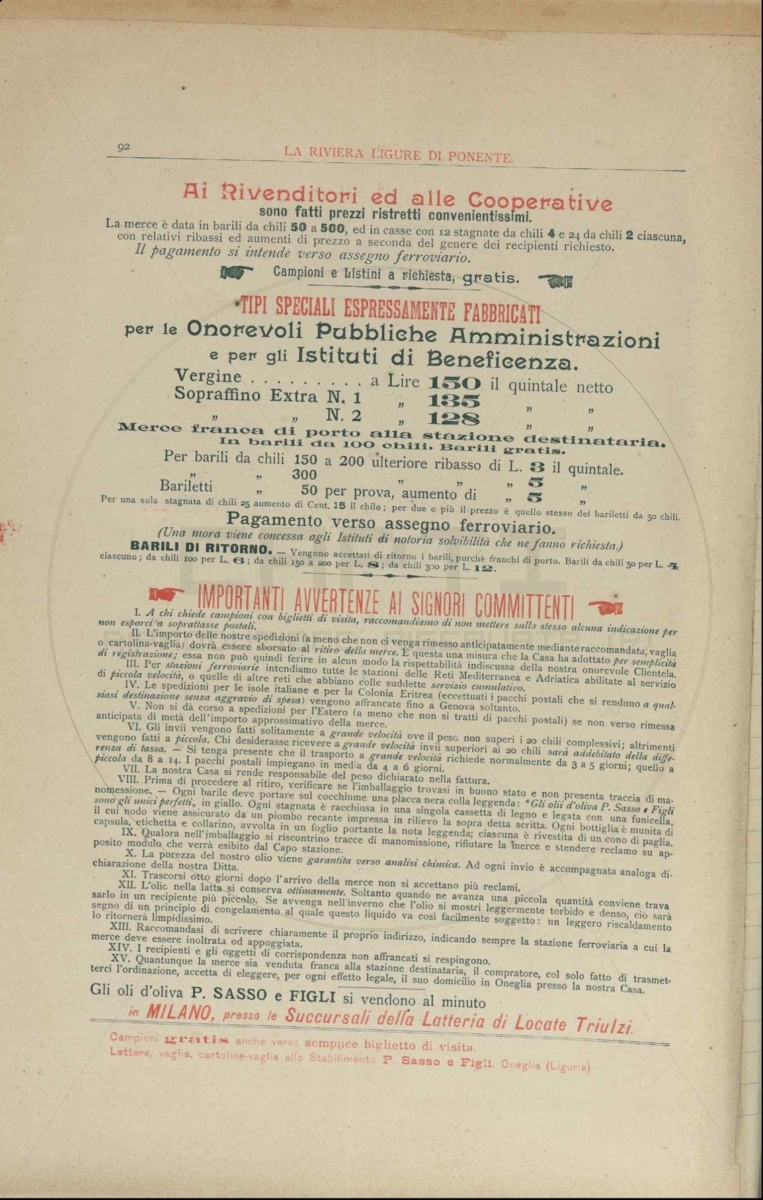 92
LA RIVIERA LIGURE DI PONENTE.
Ai Rivenditori ed alle Cooperative
sono fatti prezzi ristretti convenientissimi.
La merce è data in barili da chili 50 a 500, ed in casse con 12 stagnate da chili 4 e 24 da chili 2 ciascuna,
con relativi ribassi ed aumenti di prezzo a seconda del genere dei recipienti richiesto.
Il pagamento si intende verso assegno ferroviario.
Campioni e Listini a richiesta, gratis.
TIPI SPECIALI ESPRESSAMENTE FABBRICATI
per le Onorevoli Pubbliche Amministrazioni
e per gli Istituti di Beneficenza.
Vergine . . . . . . . . . a Lire 150 il quintale netto
Sopraffino Extra N. 1 „ 135 „ „
„ „ N. 2 „ 128 „ „
Merce franca di porto alla stazione destinataria.
In barili da 100 chili. Barili gratis.
Per barili da chili 150 a 200 ulteriore ribasso di L. 3 il quintale.
„ „ 300 „ „ „ 5 „
Bariletti „ 50 per prova, aumento di „ 5 „
Per una sola stagnata di chili 25 aumento di Cent. 15 il chilo; per due o più il prezzo è quello stesso dei bariletti da 50 chili.
Pagamento verso assegno ferroviario.
(Una mora viene concessa agli Istituti di notoria solvibilità che ne fanno richiesta.)
BARILI DI RITORNO. — Vengono accettati di ritorno i barili, purchè franchi di porto. Barili da chili 50 per L. 4
ciascuno; da chili 100 per L. 6; da chili 150 a 200 per L. 8; da chili 300 per L. 12.
IMPORTANTI AVVERTENZE AI SIGNORI COMMITTENTI
I. A chi chiede campioni con biglietti di visita, raccomandiamo di non mettere sullo stesso alcuna indicazione per
non esporci a soprattasse postali.
II. L'importo delle nostre spedizioni (a meno che non ci venga rimesso anticipatamente mediante raccomandata, vaglia
o cartolina-vaglia) dovrà essere sborsato al ritiro della merce. È questa una misura che la Casa ha adottato per semplicità
di registrazione; essa non può quindi ferire in alcun modo la rispettabilità indiscussa della nostra onorevole Clientela.
III. Per stazioni ferroviarie intendiamo tutte le stazioni delle Reti Mediterranea e Adriatica abilitate al servizio
di piccola velocità, o quelle di altre reti che abbiano colle suddette servizio cumulativo.
IV. Le spedizioni per le isole italiane e per la Colonia Eritrea (eccettuati i pacchi postali che si rendono a qual-
siasi destinazione senza aggravio di spesa) vengono affrancate fino a Genova soltanto.
V. Non si dà corso a spedizioni per l'Estero (a meno che non si tratti di pacchi postali) se non verso rimessa
anticipata di metà dell'importo approssimativo della merce.
VI. Gli invii vengono fatti solitamente a grande velocità ove il peso non superi i 20 chili complessivi; altrimenti
vengono fatti a piccola. Chi desiderasse ricevere a grande velocità invii superiori ai 20 chili sarà addebitato della diffe-
renza di tassa. — Si tenga presente che il trasporto a grande velocità richiede normalmente da 3 a 5 giorni; quello a
piccola da 8 a 14. I pacchi postali impiegano in media da 4 a 6 giorni.
VII. La nostra Casa si rende responsabile del peso dichiarato nella fattura.
VIII. Prima di procedere al ritiro, verificare se l'imballaggio trovasi in buono stato e non presenta traccia di ma-
nomessione. — Ogni barile deve portare sul cocchiume una placca nera colla leggenda: "Gli olii d'oliva P. Sasso e Figli
sono gli unici perfetti, in giallo. Ogni stagnata è racchiusa in una singola cassetta di legno e legata con una funicella,
il cui nodo viene assicurato da un piombo recante impressa in rilievo la sopra detta scritta. Ogni bottiglia è munita di
capsula, etichetta e collarino, avvolta in un foglio portante la nota leggenda; ciascuna è rivestita di un cono di paglia.
IX. Qualora nell'imballaggio si riscontrino tracce di manomissione, rifiutare la merce e stendere reclamo su ap-
posito modulo che verrà esibito dal Capo stazione.
X. La purezza del nostro olio viene garantita verso analisi chimica. Ad ogni invio è accompagnata analoga di-
chiarazione della nostra Ditta.
XI. Trascorsi otto giorni dopo l'arrivo della merce non si accettano più reclami.
XII. L'olio nella latta si conserva ottimamente. Soltanto quando ne avanza una piccola quantità conviene trava
sarlo in un recipiente più piccolo. Se avvenga nell'inverno che l'olio si mostri leggermente torbido e denso, ciò sarà
segno di un principio di congelamento al quale questo liquido va così facilmente soggetto: un leggero riscaldamento
lo ritornerà limpidissimo.
XIII. Raccomandasi di scrivere chiaramente il proprio indirizzo, indicando sempre la stazione ferroviaria a cui la
merce deve essere inoltrata od appoggiata.
XIV. I recipienti e gli oggetti di corrispondenza non affrancati si respingono.
XV. Quantunque la merce sia venduta franca alla stazione destinataria, il compratore, col solo fatto di trasmet-
terci l'ordinazione, accetta di eleggere, per ogni effetto legale, il suo domicilio in Oneglia presso la nostra Casa.
Gli oli d'oliva P. SASSO e FIGLI si vendono al minuto
in MILANO, presso le Succursali della Latteria di Locate Triulzi.
Campioni gratis anche verso semplice biglietto di visita.
Lettere, vaglia, cartoline-vaglia allo Stabilimento P. Sasso e Figli, Oneglia (Liguria).